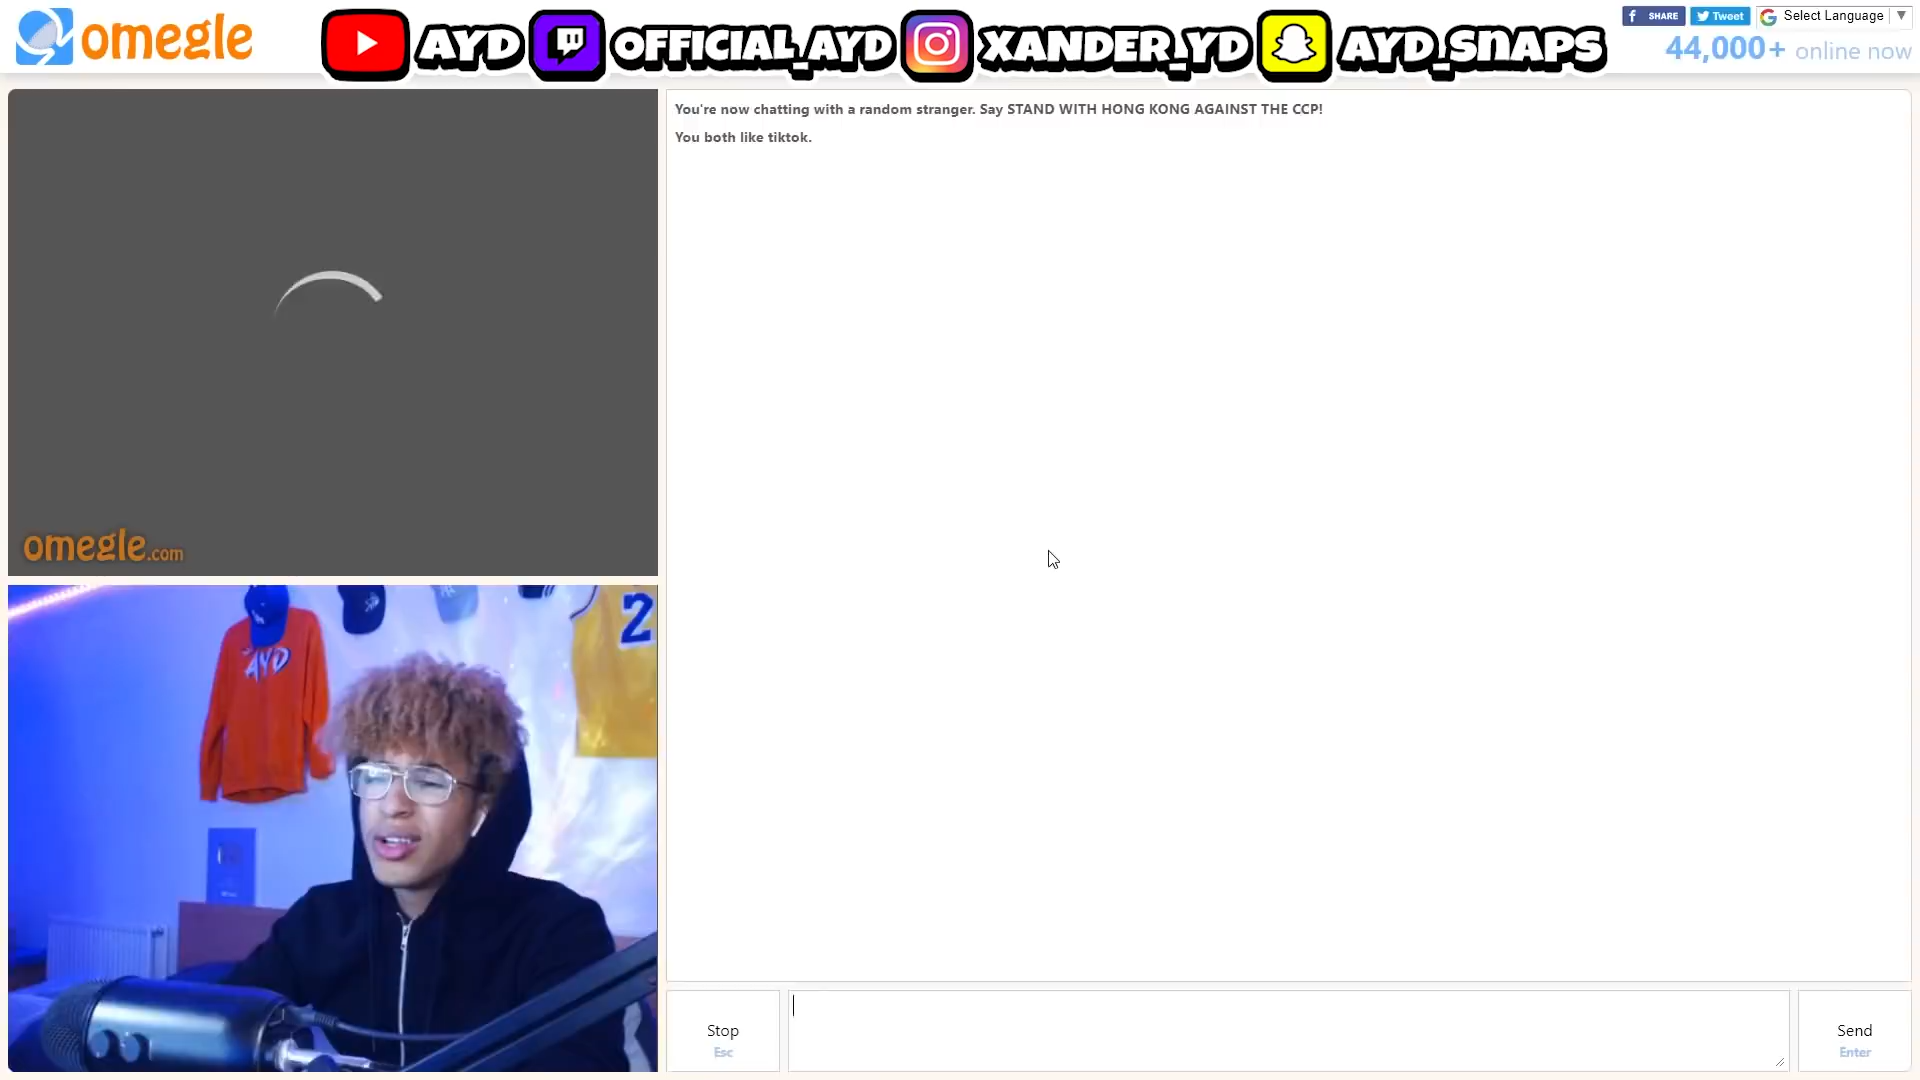 omegle
AYD
OFFICIAL_AYD
XANDER_YD
AYD_SNAPS
SHARE
Tweet
Select Language
44,000+ online now
You're now chatting with a random stranger. Say STAND WITH HONG KONG AGAINST THE CCP!
You both like tiktok.
omegle.com
AYD
2
Stop
Esc
Send
Enter